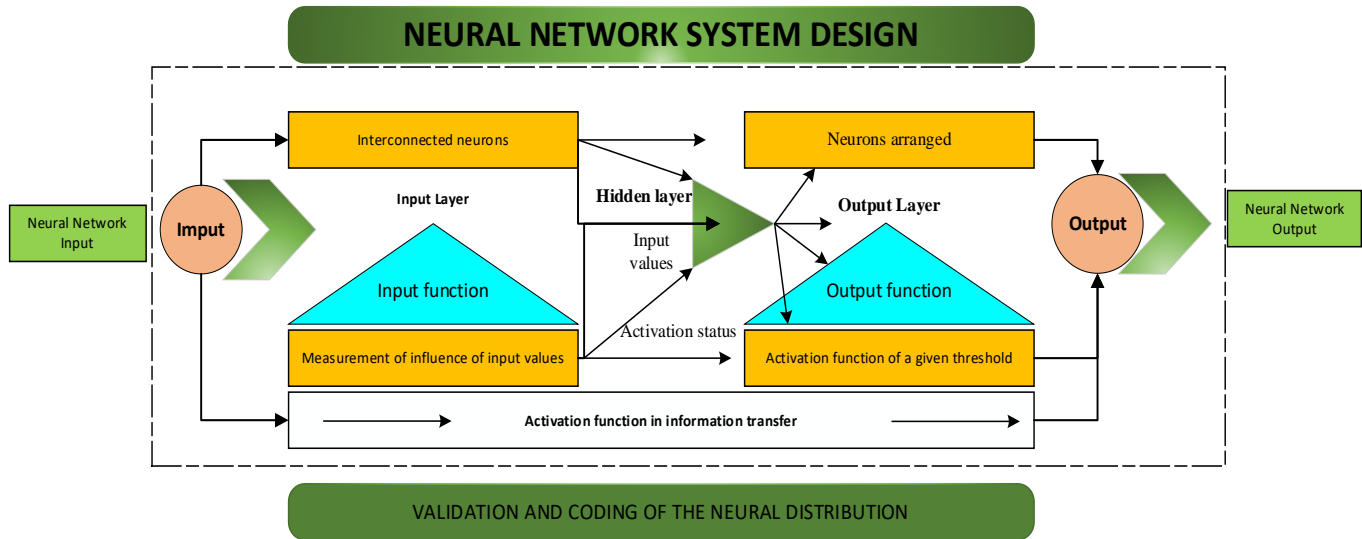 NEURAL NETWORK SYSTEM DESIGN
Interconnected neurons
Neurons arranged
Input Layer
Hidden layer
Output Layer
Neural Network
Input
Imput
Input
values
Output
Neural Network
Output
Input function
Output function
Activation status
Measurement of influence of input values
Activation function of a given threshold
Activation function in information transfer
VALIDATION AND CODING OF THE NEURAL DISTRIBUTION